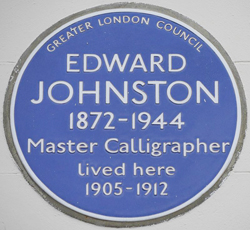 GREATER LONDON COUNCIL
EDWARD
JOHNSTON
1872-1944
Master Calligrapher
lived here
1905-1912